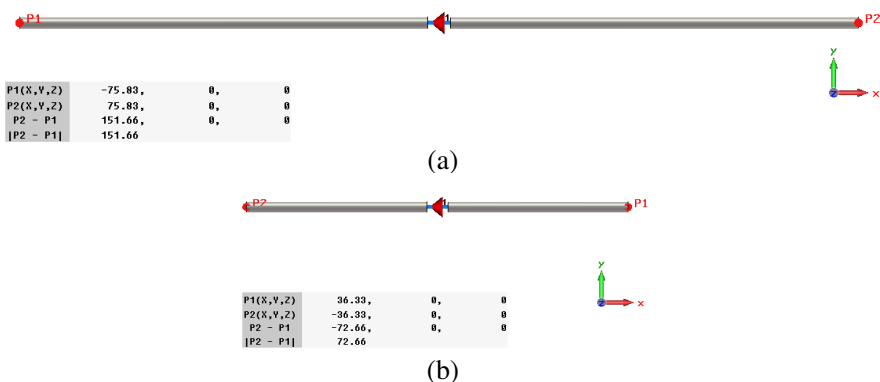 P1 1 P2
y
P1(X,Y,Z) -75.83, 0, 0
P2(X,Y,Z) 75.83, 0, 0
P2 - P1 151.66, 0, 0
|P2 - P1| 151.66
z x
(a)
P2 1 P1
y
P1(X,Y,Z) 36.33, 0, 0
P2(X,Y,Z) -36.33, 0, 0
P2 - P1 -72.66, 0, 0
|P2 - P1| 72.66
z x
(b)